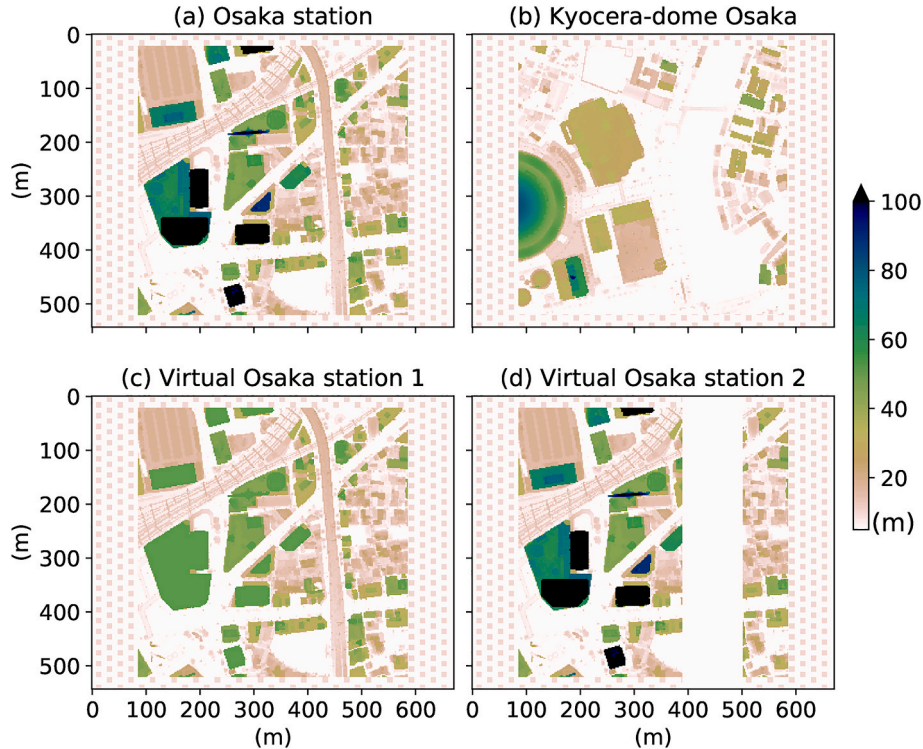 (a) Osaka station
(b) Kyocera-dome Osaka
0
100
200
300
400
500
(m)
100
80
60
40
20
(m)
(c) Virtual Osaka station 1
(d) Virtual Osaka station 2
0
100
200
300
400
500
(m)
0 100 200 300 400 500 600
0 100 200 300 400 500 600
(m)
(m)